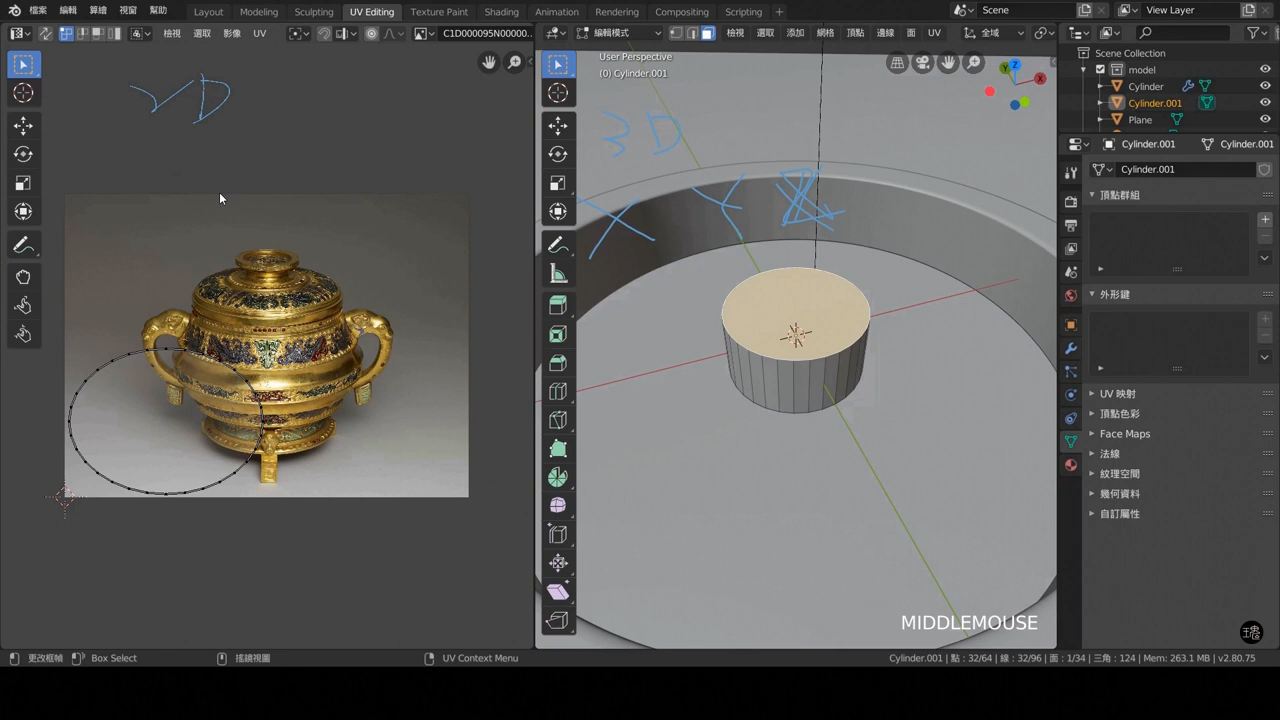 檔案 編輯 算繪 視窗 幫助 Layout Modeling Sculpting UV Editing Texture Paint Shading Animation Rendering Compositing Scripting + Scene View Layer
檢視 選取 影像 UV C1D000095N00000.. 編輯模式 檢視 選取 添加 網格 頂點 邊線 面 UV 全域
User Perspective
(0) Cylinder.001
2D
3D
X Y Z
Scene Collection
model
Cylinder
Cylinder.001
Plane
Cylinder.001 Cylinder.001
Cylinder.001
頂點群組
外形鍵
UV 映射
頂點色彩
Face Maps
法線
紋理空間
幾何資料
自訂屬性
MIDDLEMOUSE
瑰
更改框幀 Box Select 搖鏡視圖 UV Context Menu Cylinder.001 | 點 : 32/64 | 線 : 32/96 | 面 : 1/34 | 三角 : 124 | Mem: 263.1 MB | v2.80.75